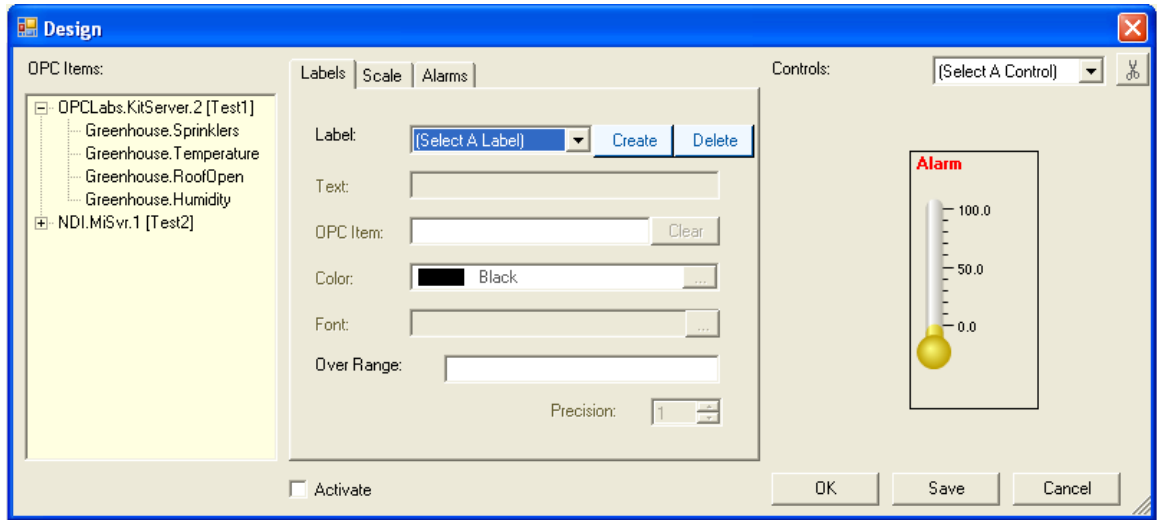 Design
OPC Items:
OPCLabs.KitServer.2 [Test1]
Greenhouse.Sprinklers
Greenhouse.Temperature
Greenhouse.RoofOpen
Greenhouse.Humidity
NDI.MiSvr.1 [Test2]
Labels Scale Alarms
Label: (Select A Label) Create Delete
Text:
OPC Item: Clear
Color: Black ...
Font: ...
Over Range:
Precision: 1
Activate
Controls: (Select A Control)
Alarm
100.0
50.0
0.0
OK Save Cancel